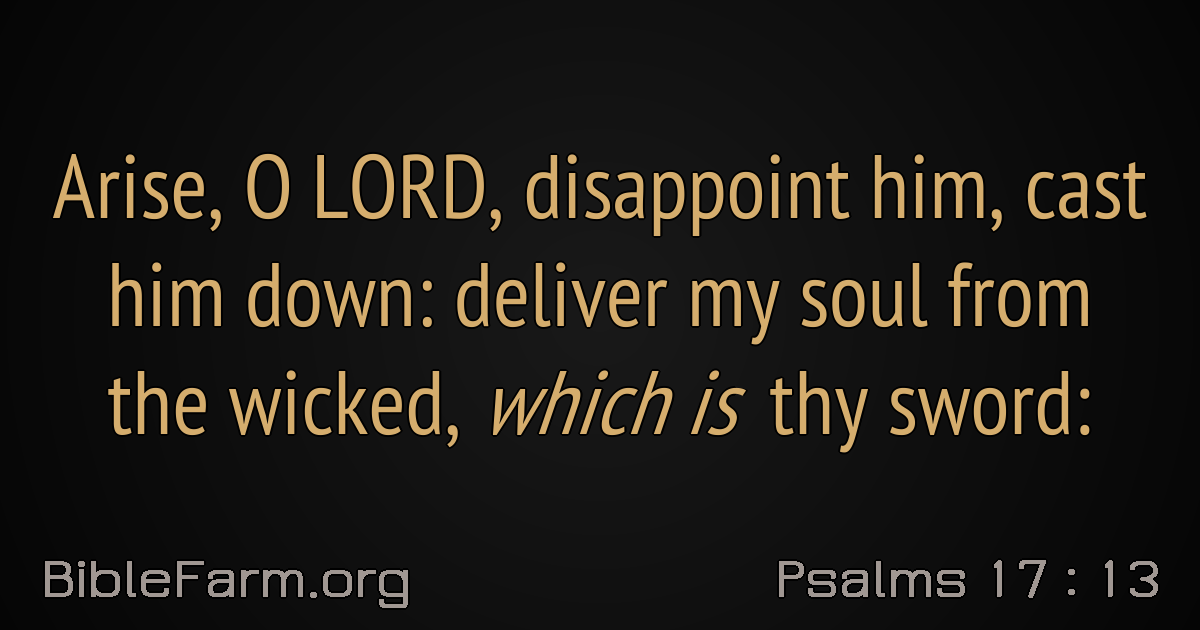 Arise, O LORD, disappoint him, cast
him down: deliver my soul from
the wicked, which is thy sword:
BibleFarm.org
Psalms 17 : 13